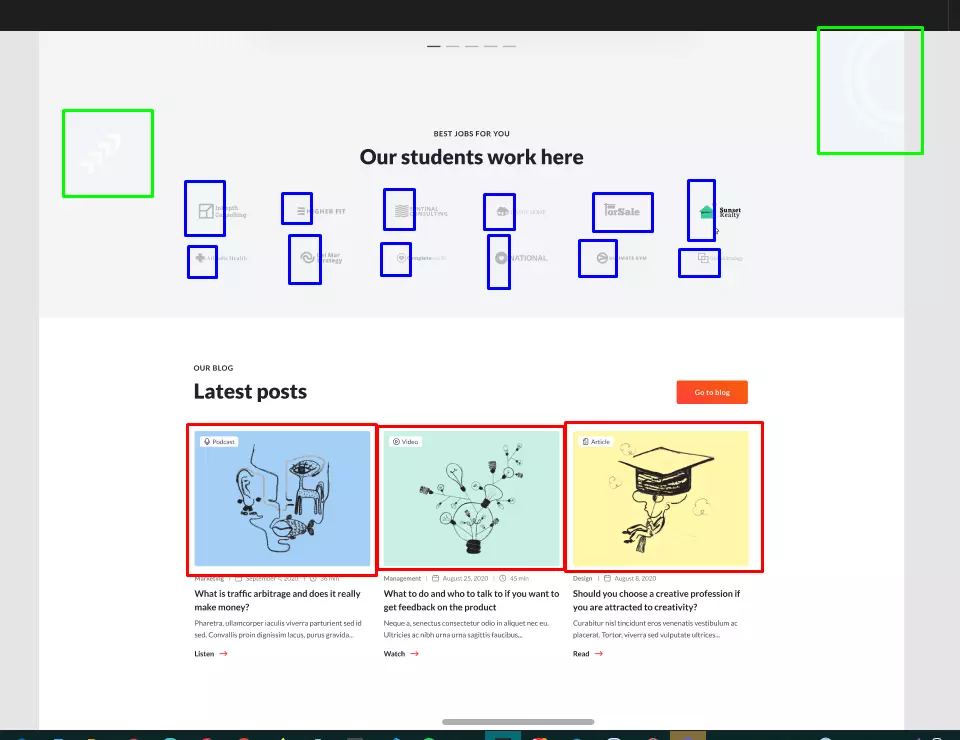 BEST JOBS FOR YOU
Our students work here
HIGHER FIT
CONSULTING
ForSale
Sunset
Realty
Health
Del Mar
Strategy
Complete
NATIONAL
ULTIMATE GYM
Strategy
OUR BLOG
Latest posts
Go to blog
Podcast
Video
Article
Marketing | September 4, 2020 | 36 min
Management | August 25, 2020 | 45 min
Design | August 8, 2020
What is traffic arbitrage and does it really
make money?
Pharetra, ullamcorper iaculis viverra parturient sed id
sed. Convallis proin dignissim lacus, purus gravida...
Listen →
What to do and who to talk to if you want to
get feedback on the product
Neque a, senectus consectetur odio in aliquet nec eu.
Ultricies ac nibh urna urna sagittis faucibus...
Watch →
Should you choose a creative profession if
you are attracted to creativity?
Curabitur nisl tincidunt eros venenatis vestibulum ac
placerat. Tortor, viverra sed vulputate ultrices...
Read →